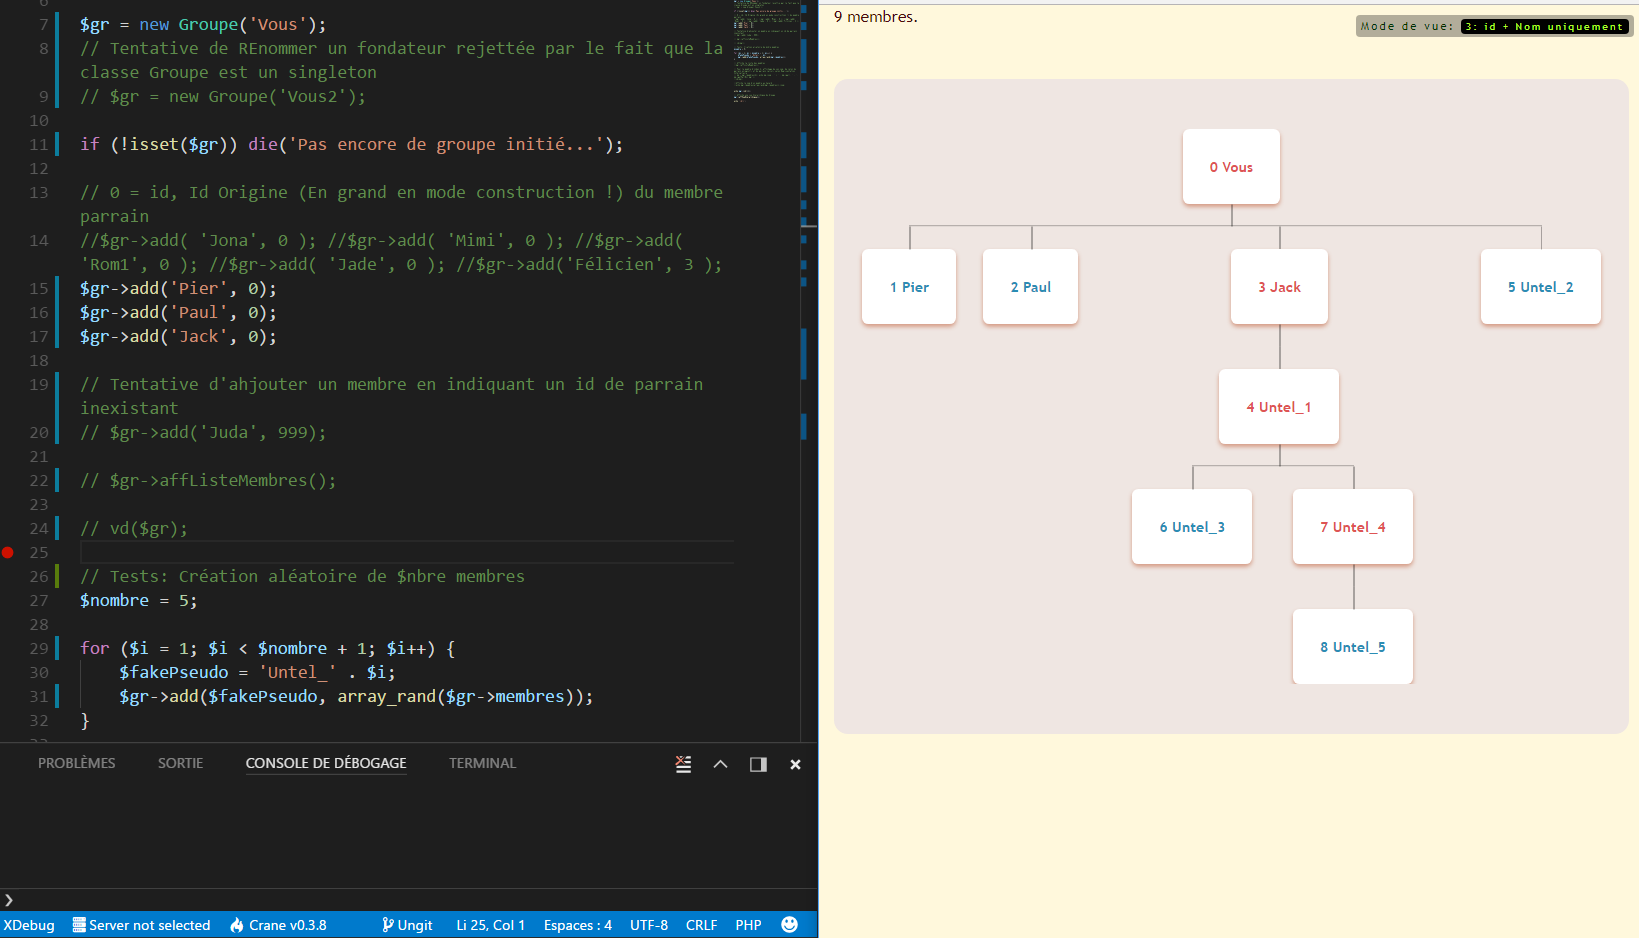 7 $gr = new Groupe('Vous');
8 // Tentative de REnommer un fondateur rejettée par le fait que la
classe Groupe est un singleton
9 // $gr = new Groupe('Vous2');
10
11 if (!isset($gr)) die('Pas encore de groupe initié...');
12
13 // 0 = id, Id Origine (En grand en mode construction !) du membre
parrain
14 //$gr->add( 'Jona', 0 ); //$gr->add( 'Mimi', 0 ); //$gr->add(
'Rom1', 0 ); //$gr->add( 'Jade', 0 ); //$gr->add('Félicien', 3 );
15 $gr->add('Pier', 0);
16 $gr->add('Paul', 0);
17 $gr->add('Jack', 0);
18
19 // Tentative d'ahjouter un membre en indiquant un id de parrain
inexistant
20 // $gr->add('Juda', 999);
21
22 // $gr->affListeMembres();
23
24 // vd($gr);
25
26 // Tests: Création aléatoire de $nbre membres
27 $nombre = 5;
28
29 for ($i = 1; $i < $nombre + 1; $i++) {
30 $fakePseudo = 'Untel_' . $i;
31 $gr->add($fakePseudo, array_rand($gr->membres));
32 }
PROBLÈMES SORTIE CONSOLE DE DÉBOGAGE TERMINAL
XDebug Server not selected Crane v0.3.8 Ungit Li 25, Col 1 Espaces : 4 UTF-8 CRLF PHP
9 membres.
Mode de vue: 3: id + Nom uniquement
0 Vous
1 Pier 2 Paul 3 Jack 5 Untel_2
4 Untel_1
6 Untel_3 7 Untel_4
8 Untel_5